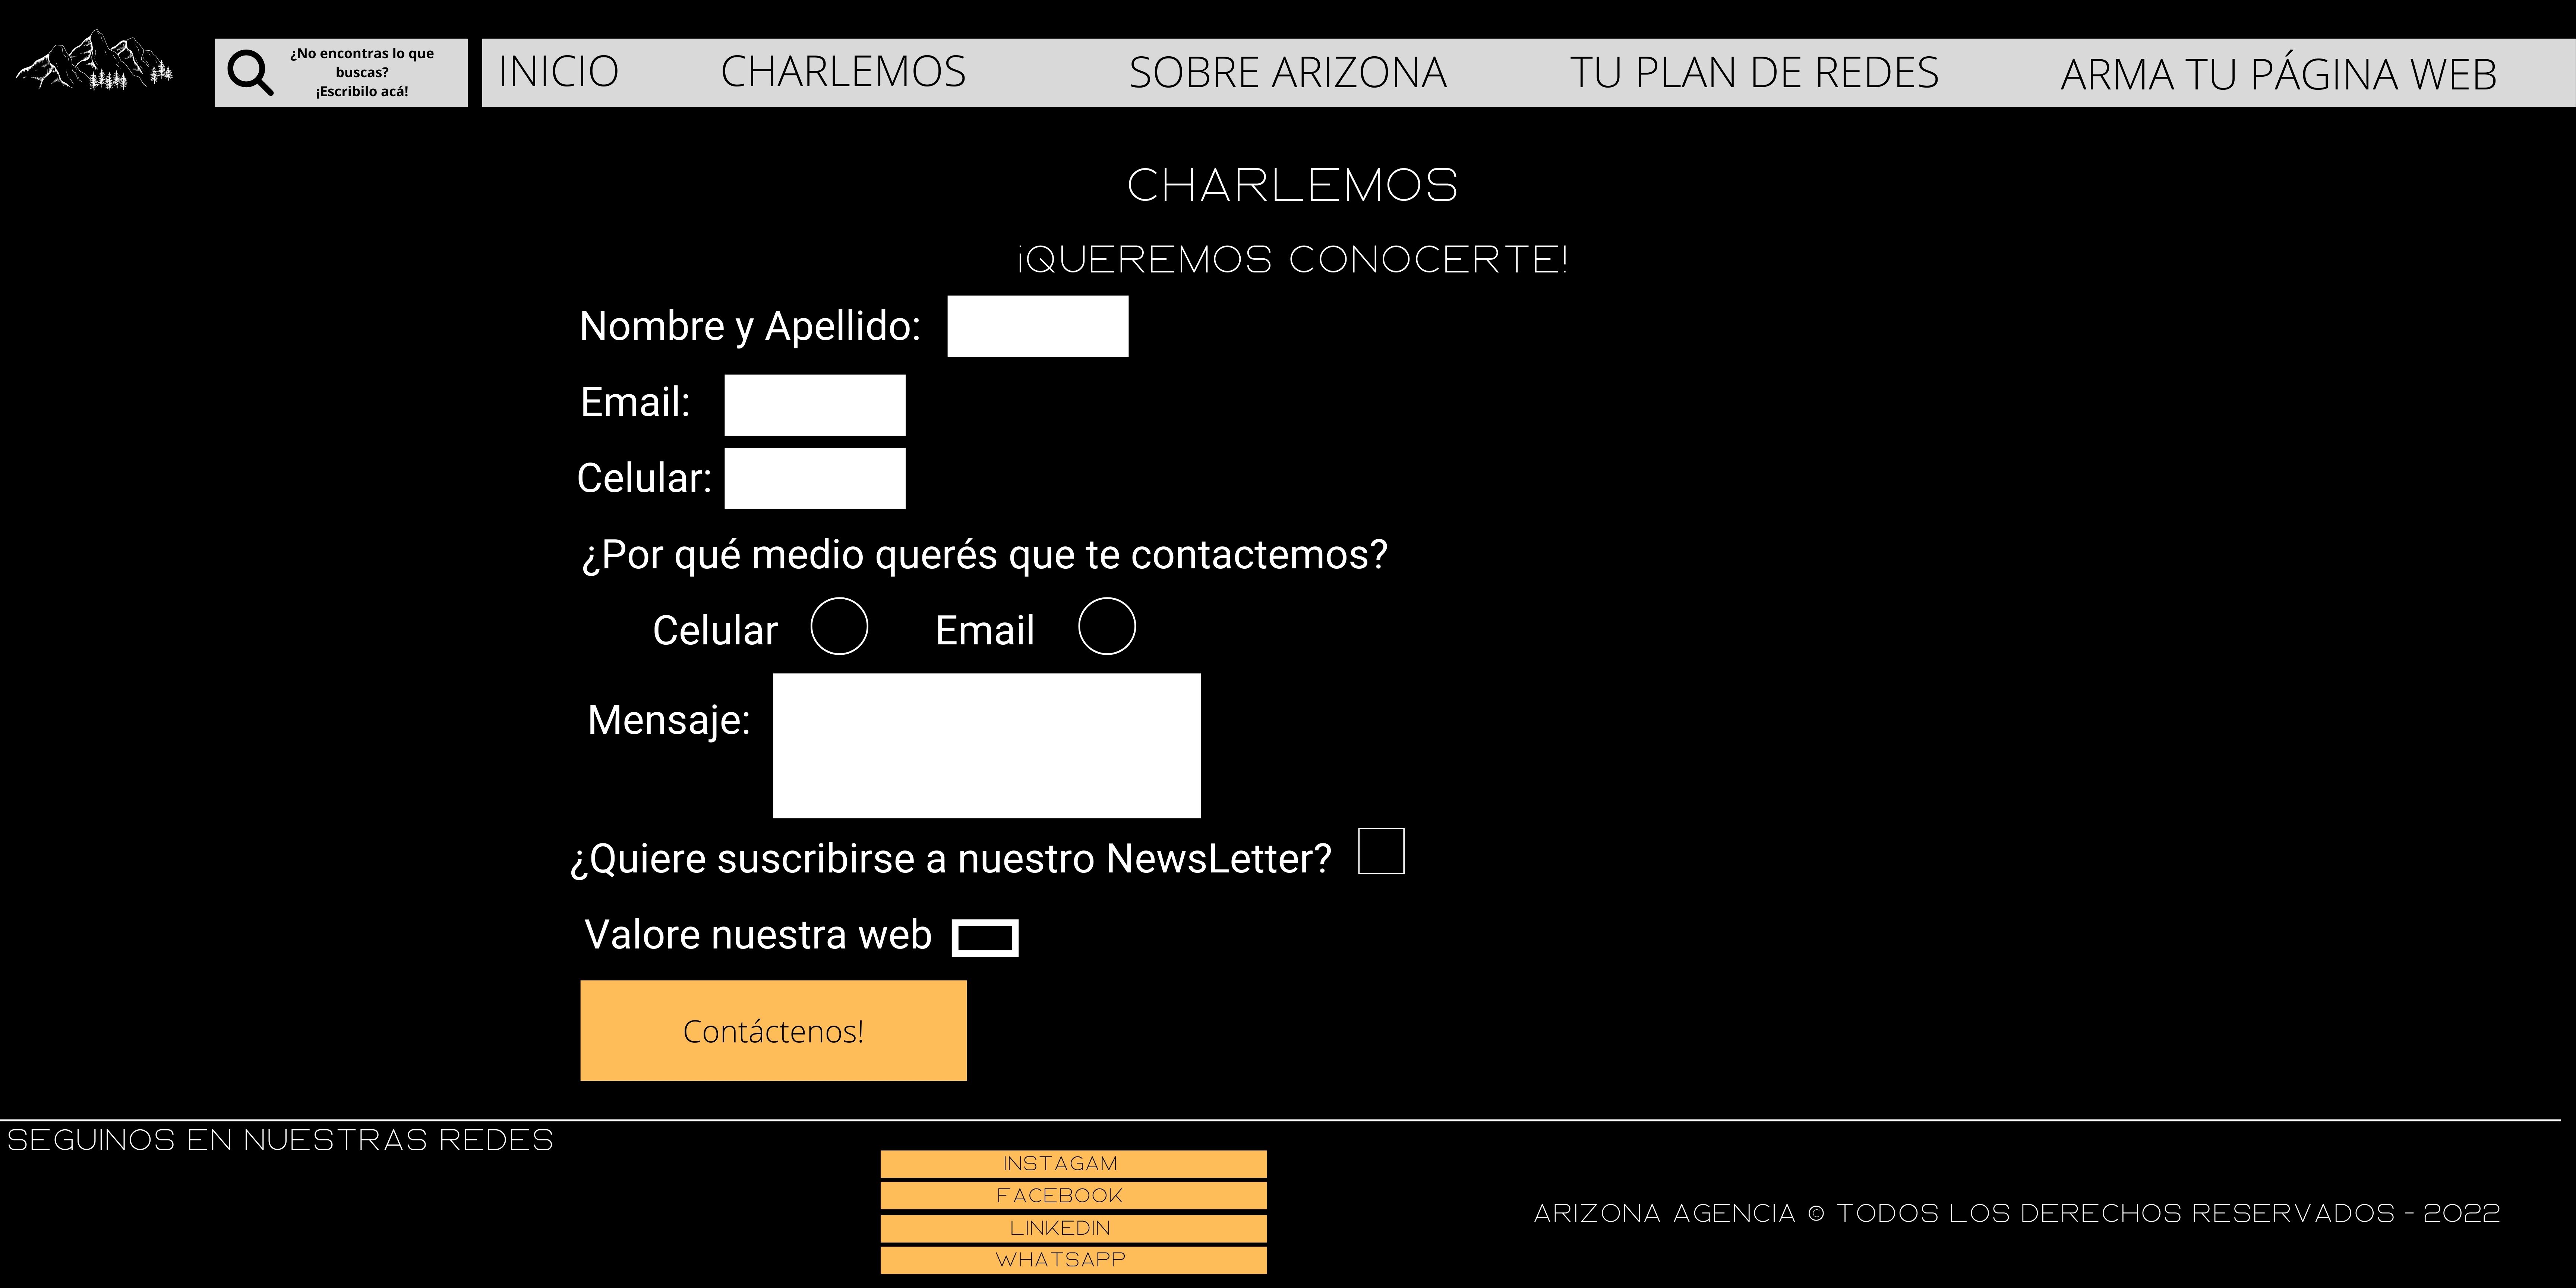 ¿No encontras lo que
buscas?
¡Escribilo acá!
INICIO
CHARLEMOS
SOBRE ARIZONA
TU PLAN DE REDES
ARMA TU PÁGINA WEB
CHARLEMOS
¡QUEREMOS CONOCERTE!
Nombre y Apellido:
Email:
Celular:
¿Por qué medio querés que te contactemos?
Celular
Email
Mensaje:
¿Quiere suscribirse a nuestro NewsLetter?
Valore nuestra web
Contáctenos!
SEGUINOS EN NUESTRAS REDES
INSTAGAM
FACEBOOK
LINKEDIN
WHATSAPP
ARIZONA AGENCIA © TODOS LOS DERECHOS RESERVADOS - 2022